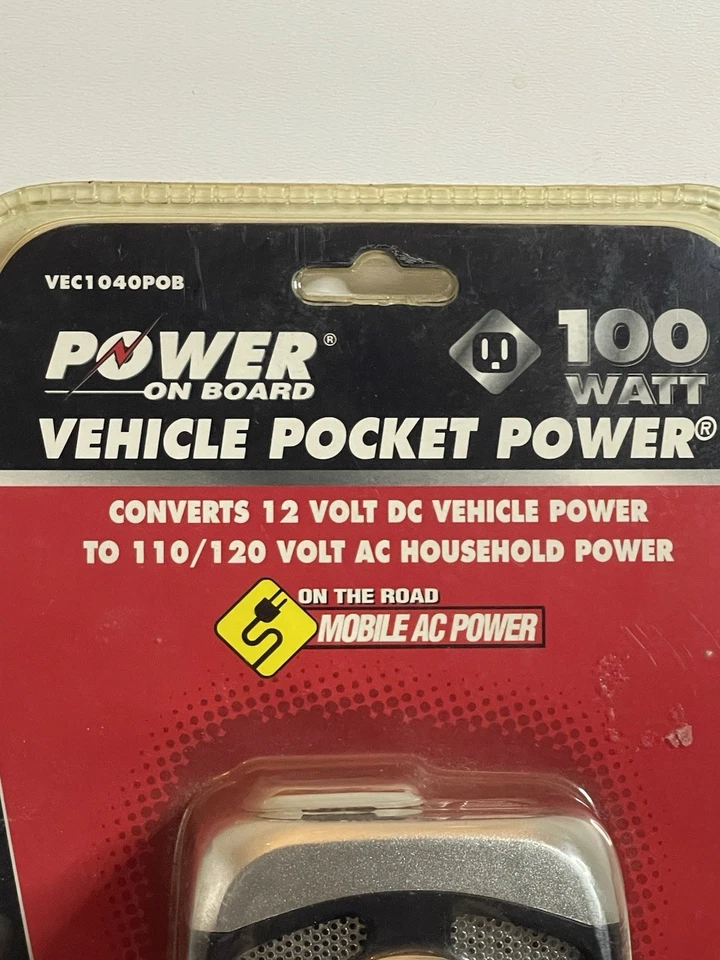 VEC1040POB
POWER®
ON BOARD
100
WATT
VEHICLE POCKET POWER®
CONVERTS 12 VOLT DC VEHICLE POWER
TO 110/120 VOLT AC HOUSEHOLD POWER
ON THE ROAD
MOBILE AC POWER